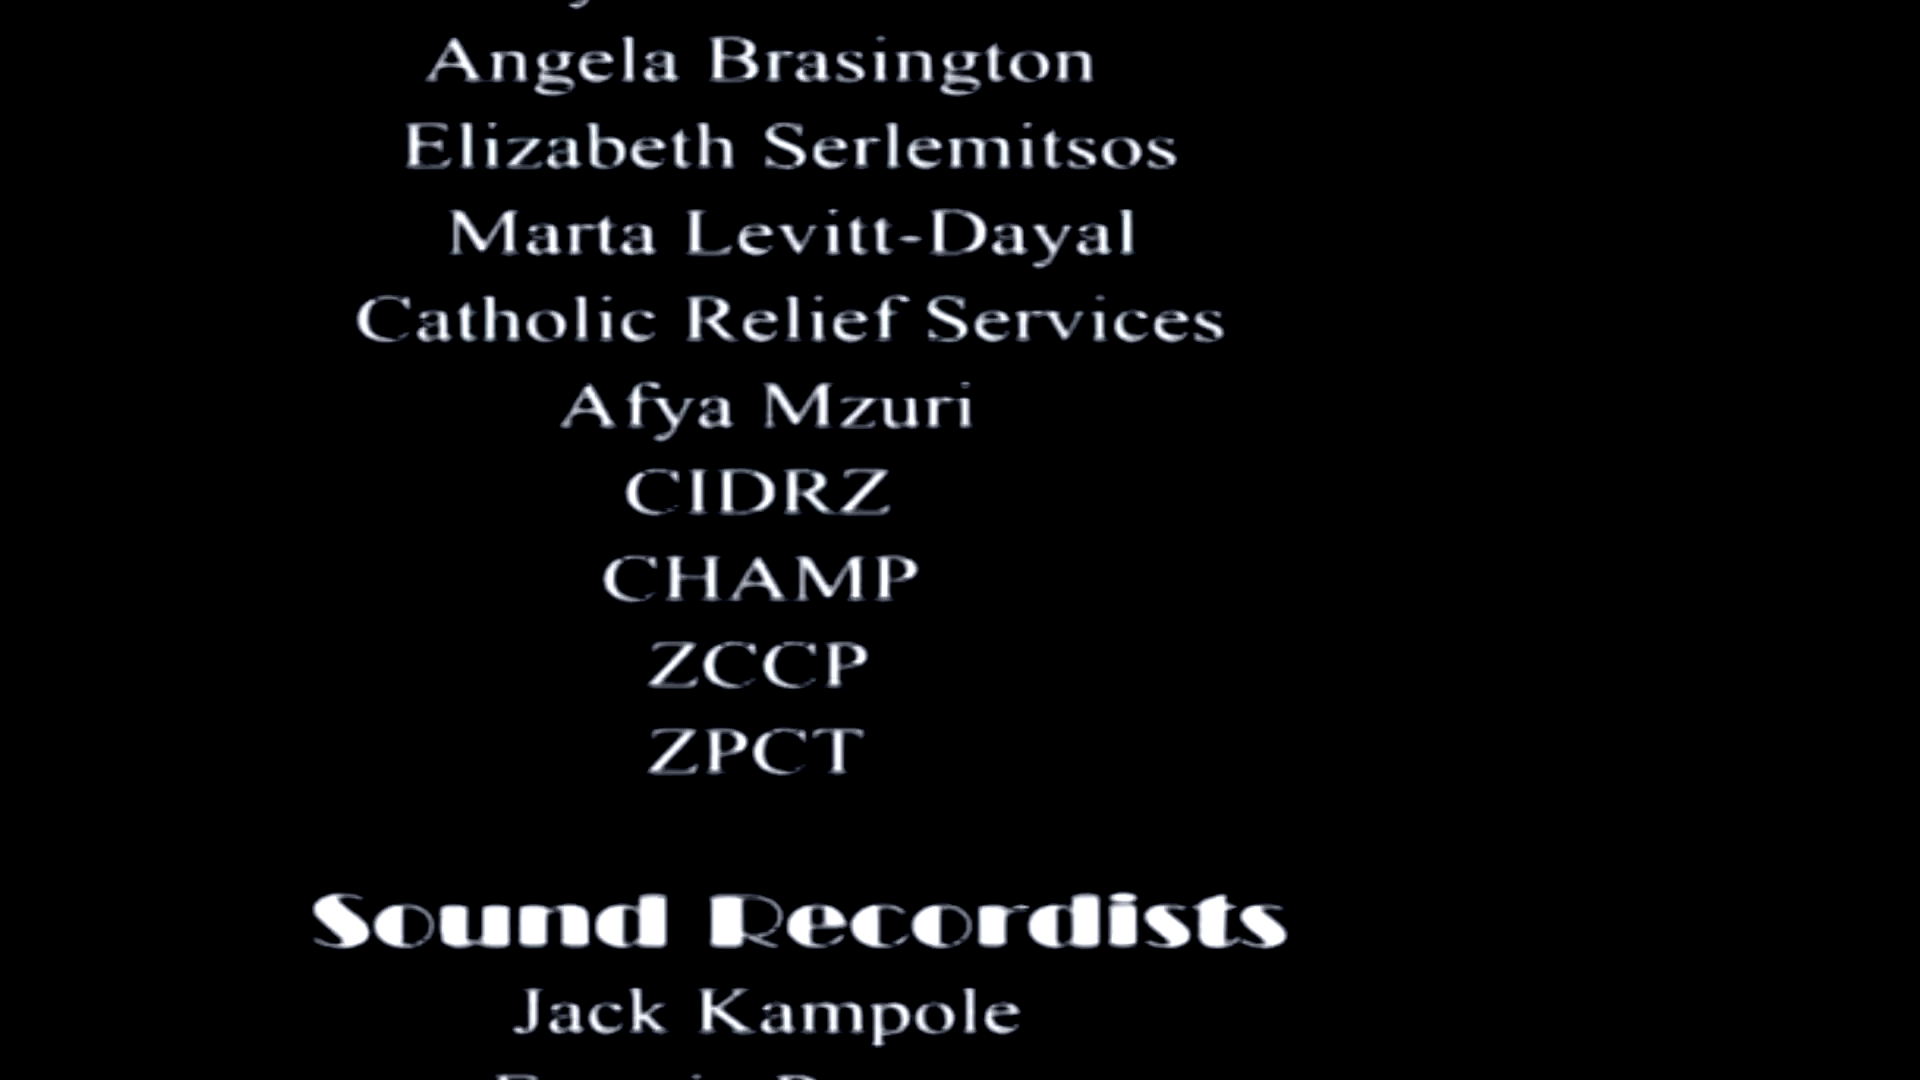 Angela Brasington
Elizabeth Serlemitsos
Marta Levitt-Dayal
Catholic Relief Services
Afya Mzuri
CIDRZ
CHAMP
ZCCP
ZPCT
Sound Recordists
Jack Kampole